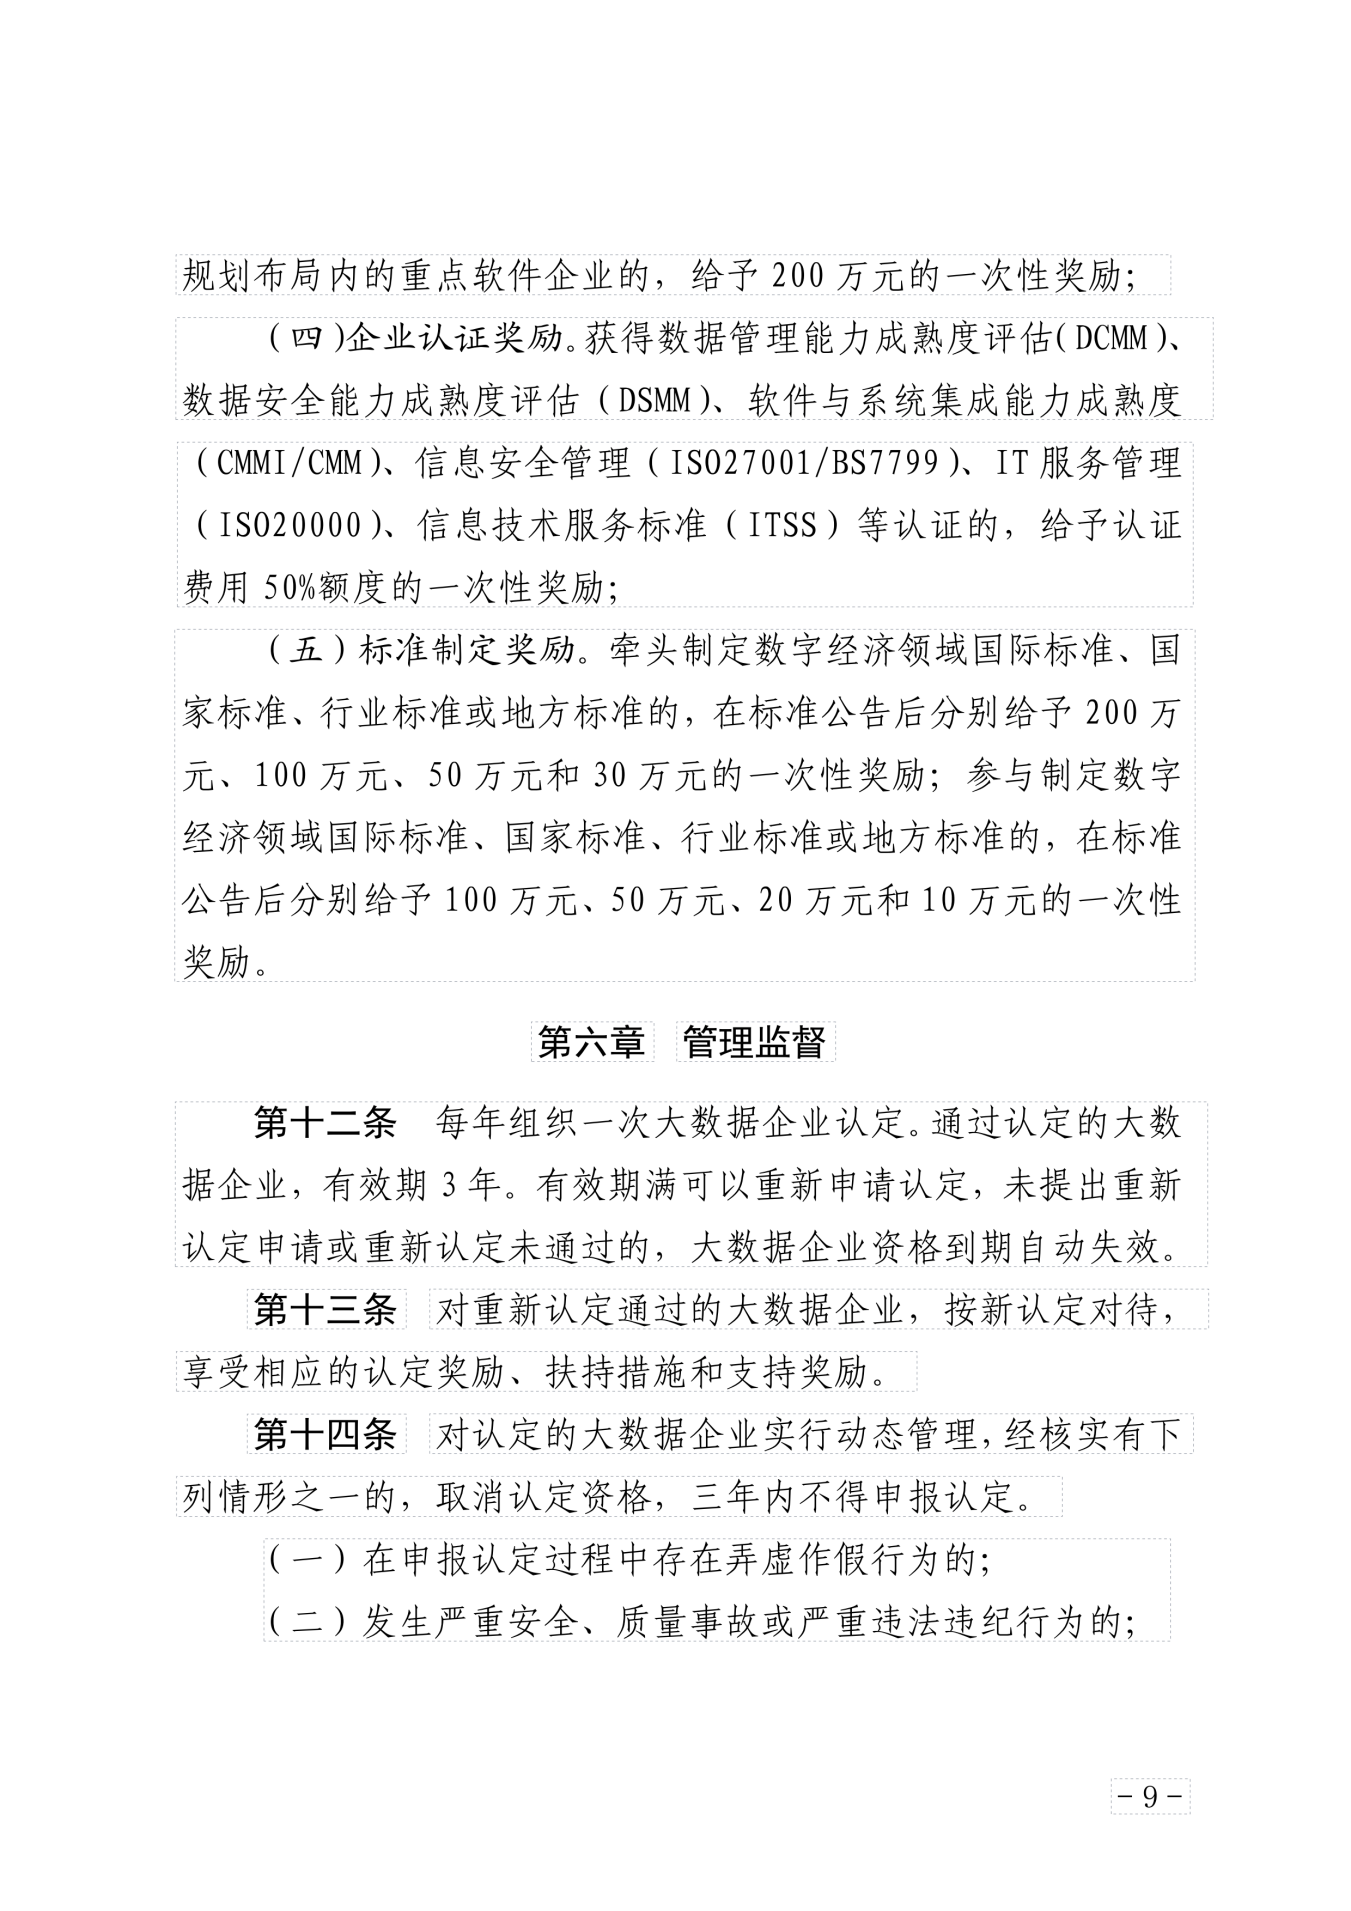 规划布局内的重点软件企业的，给予 200 万元的一次性奖励；
（四）企业认证奖励。获得数据管理能力成熟度评估（DCMM）、
数据安全能力成熟度评估（DSMM）、软件与系统集成能力成熟度
（CMMI/CMM）、信息安全管理（ISO27001/BS7799）、IT 服务管理
（ISO20000）、信息技术服务标准（ITSS）等认证的，给予认证
费用 50%额度的一次性奖励；
（五）标准制定奖励。牵头制定数字经济领域国际标准、国
家标准、行业标准或地方标准的，在标准公告后分别给予 200 万
元、100 万元、50 万元和 30 万元的一次性奖励；参与制定数字
经济领域国际标准、国家标准、行业标准或地方标准的，在标准
公告后分别给予 100 万元、50 万元、20 万元和 10 万元的一次性
奖励。
第六章 管理监督
第十二条 每年组织一次大数据企业认定。通过认定的大数
据企业，有效期 3 年。有效期满可以重新申请认定，未提出重新
认定申请或重新认定未通过的，大数据企业资格到期自动失效。
第十三条 对重新认定通过的大数据企业，按新认定对待，
享受相应的认定奖励、扶持措施和支持奖励。
第十四条 对认定的大数据企业实行动态管理，经核实有下
列情形之一的，取消认定资格，三年内不得申报认定。
（一）在申报认定过程中存在弄虚作假行为的；
（二）发生严重安全、质量事故或严重违法违纪行为的；
－9－